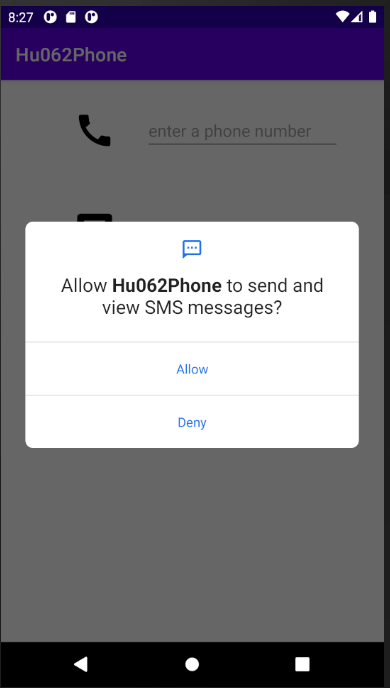 8:27
Hu062Phone
enter a phone number
Allow Hu062Phone to send and
view SMS messages?
Allow
Deny